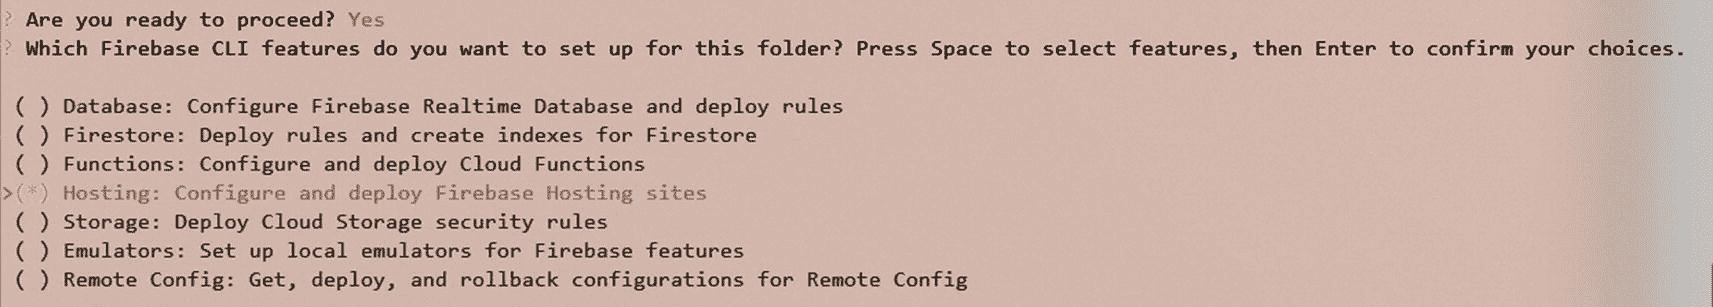 ? Are you ready to proceed? Yes
? Which Firebase CLI features do you want to set up for this folder? Press Space to select features, then Enter to confirm your choices.
( ) Database: Configure Firebase Realtime Database and deploy rules
( ) Firestore: Deploy rules and create indexes for Firestore
( ) Functions: Configure and deploy Cloud Functions
>(*) Hosting: Configure and deploy Firebase Hosting sites
( ) Storage: Deploy Cloud Storage security rules
( ) Emulators: Set up local emulators for Firebase features
( ) Remote Config: Get, deploy, and rollback configurations for Remote Config